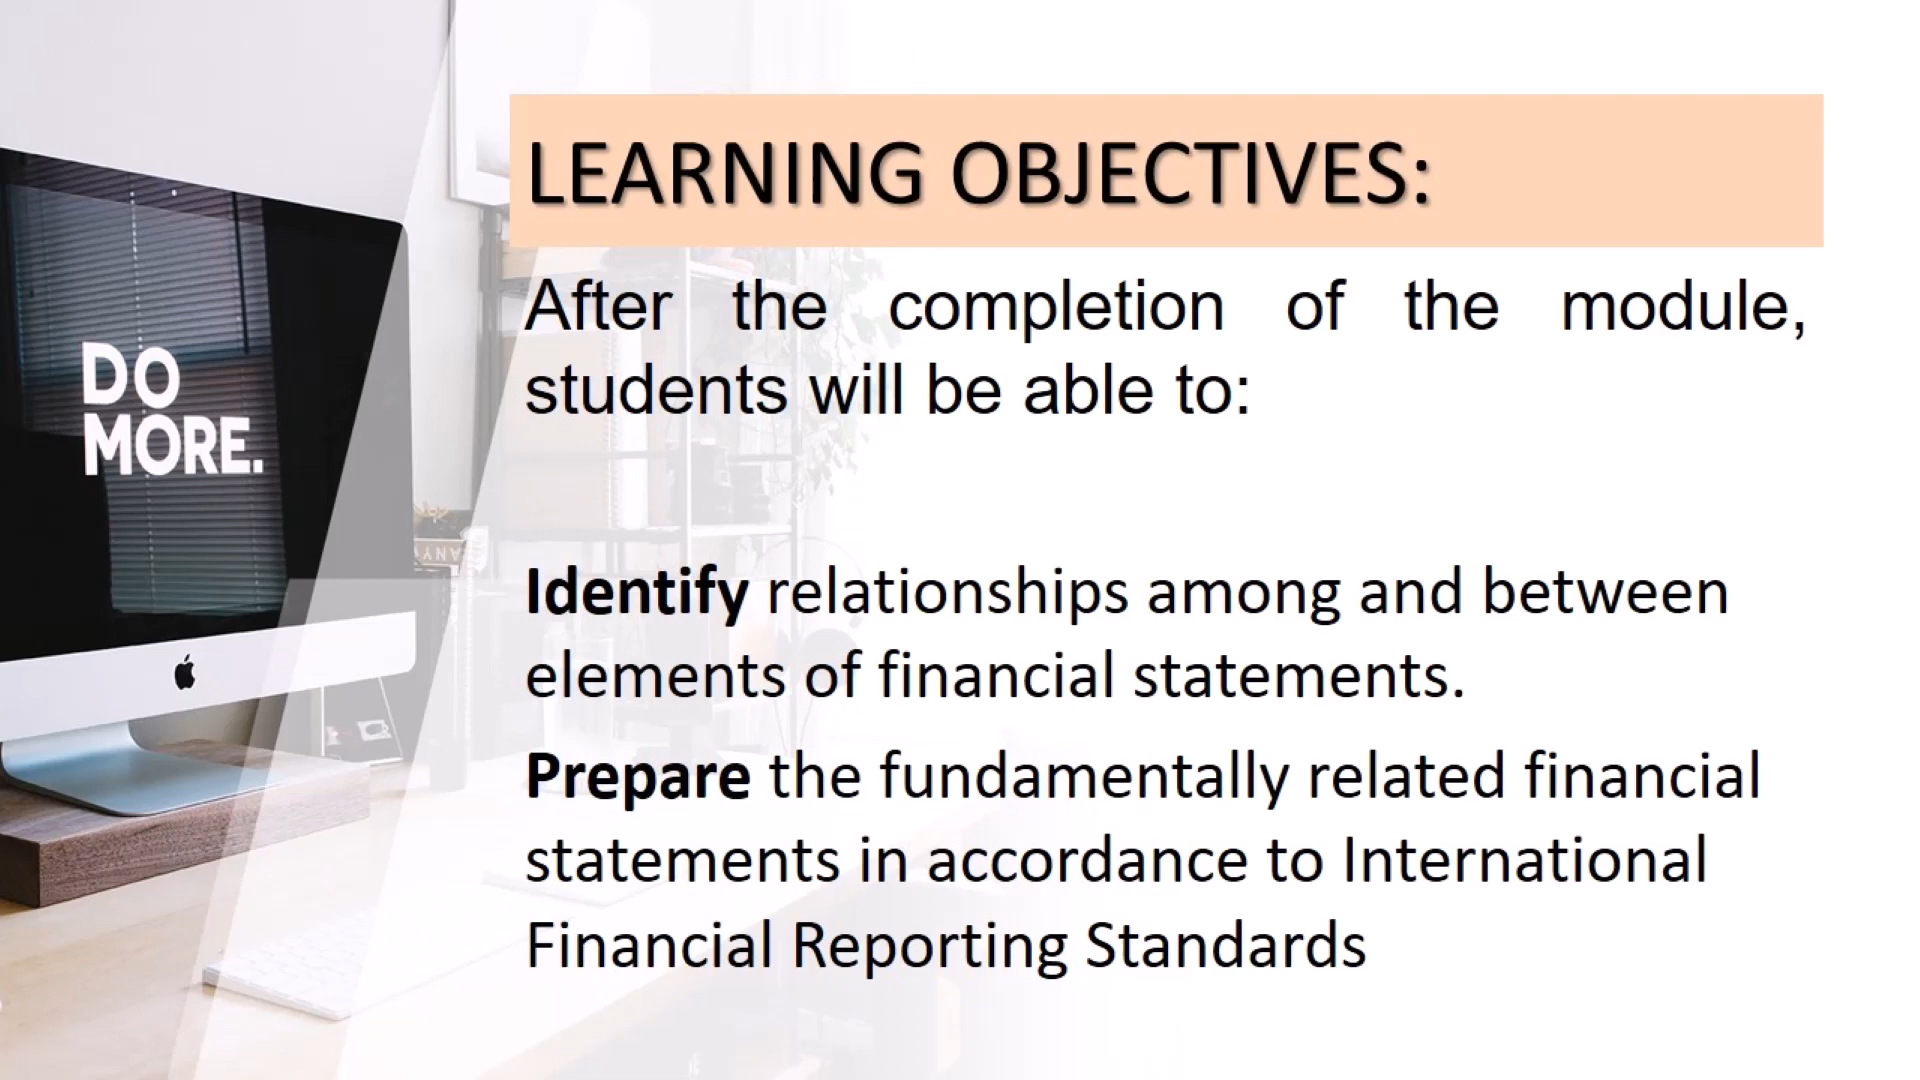 LEARNING OBJECTIVES:
After the completion of the module,
students will be able to:
Identify relationships among and between
elements of financial statements.
Prepare the fundamentally related financial
statements in accordance to International
Financial Reporting Standards
DO
MORE.